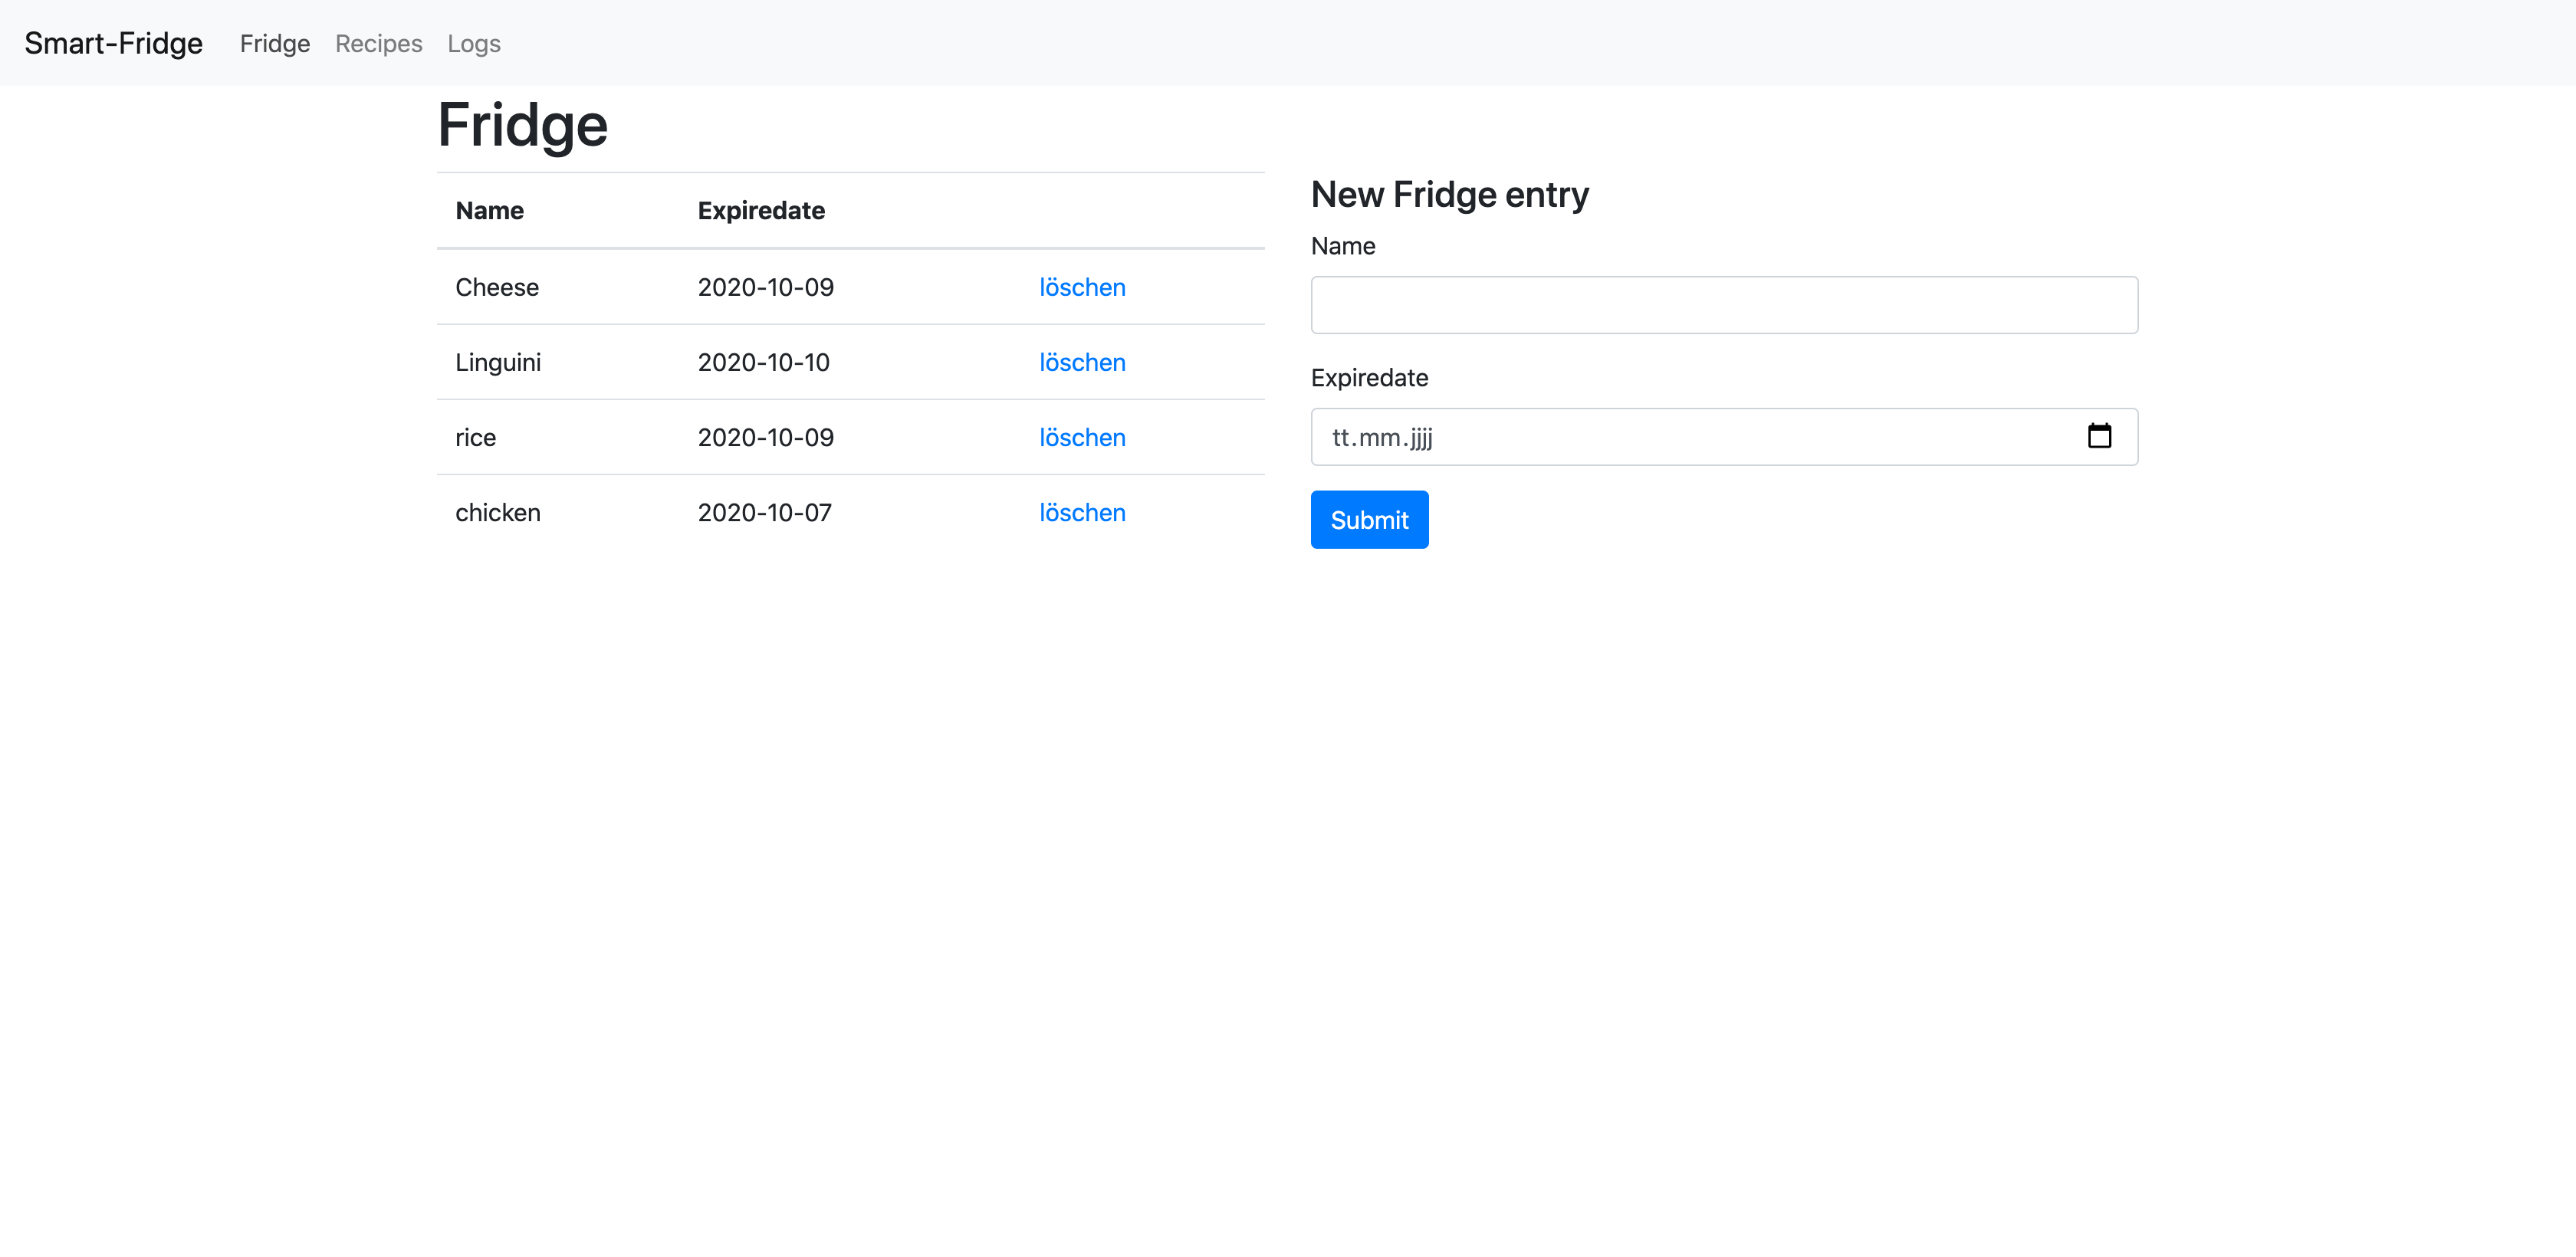 Smart-Fridge Fridge Recipes Logs
Fridge
Name Expiredate
Cheese 2020-10-09 löschen
Linguini 2020-10-10 löschen
rice 2020-10-09 löschen
chicken 2020-10-07 löschen
New Fridge entry
Name
Expiredate
tt.mm.jjjj
Submit